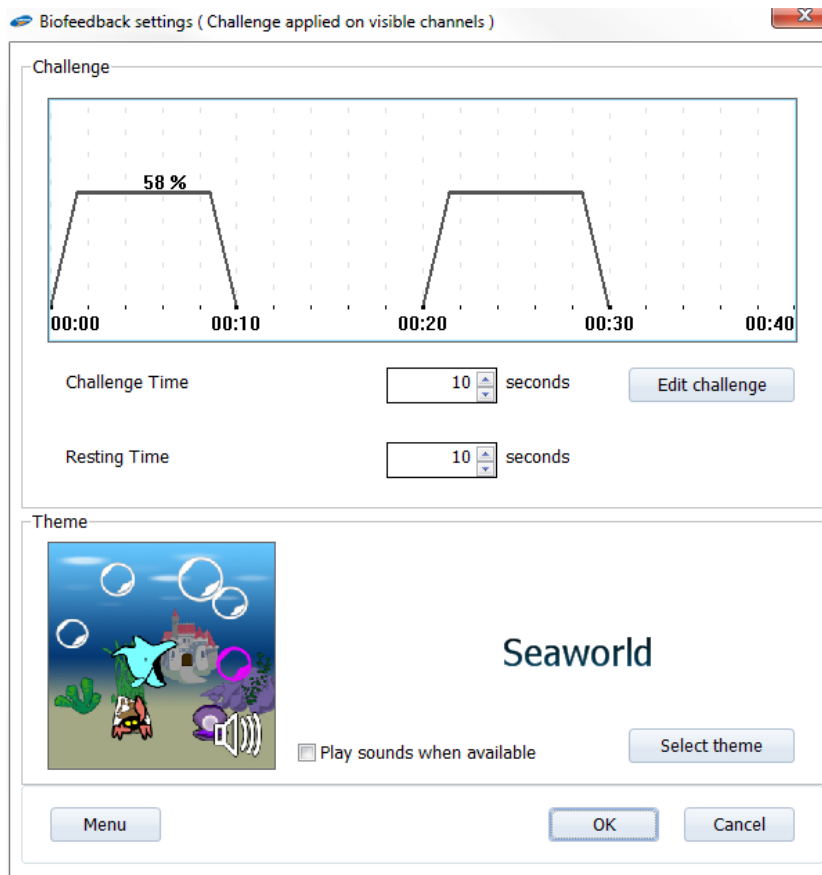 Biofeedback settings ( Challenge applied on visible channels )
Challenge
58 %
00:00 00:10 00:20 00:30 00:40
Challenge Time 10 seconds Edit challenge
Resting Time 10 seconds
Theme
Seaworld
Play sounds when available Select theme
Menu OK Cancel